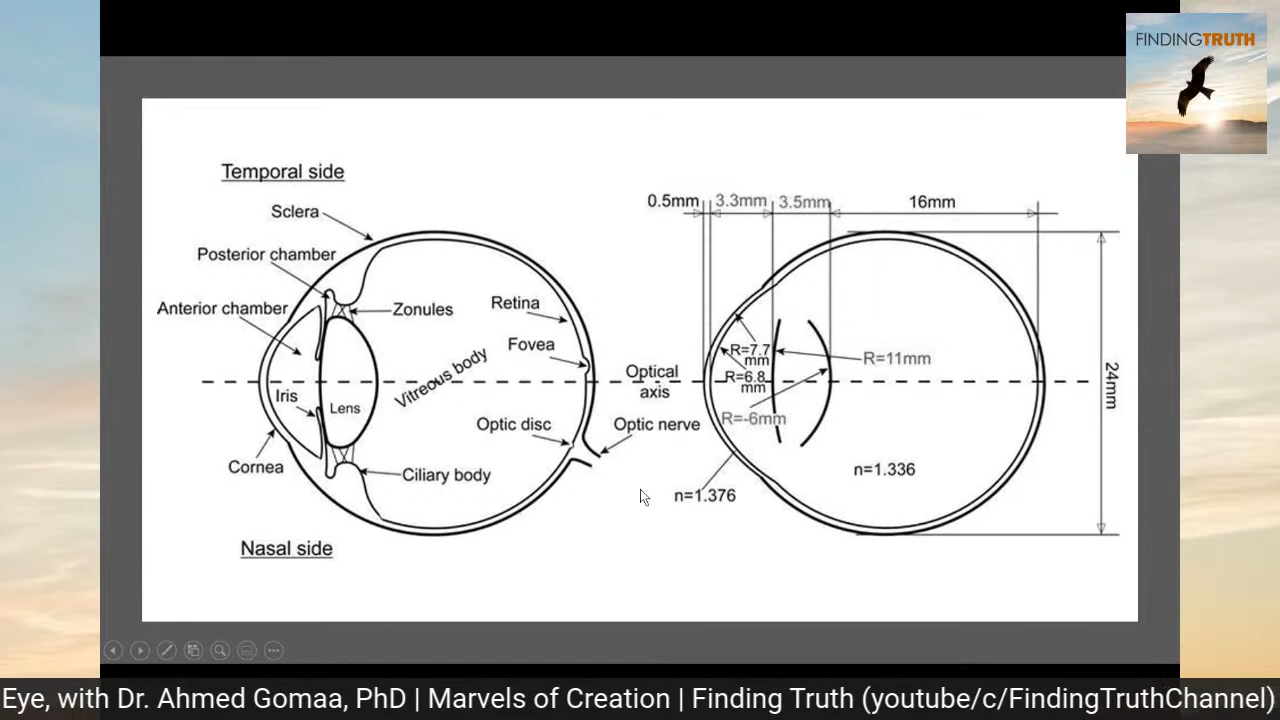 FINDINGTRUTH
Temporal side
Sclera
Posterior chamber
Anterior chamber
Zonules
Retina
Fovea
Vitreous body
Iris
Lens
Optic disc
Optic nerve
Cornea
Ciliary body
Nasal side
Optical
axis
0.5mm
3.3mm
3.5mm
16mm
R=7.7
mm
R=6.8
mm
R=11mm
R=-6mm
24mm
n=1.336
n=1.376
Eye, with Dr. Ahmed Gomaa, PhD | Marvels of Creation | Finding Truth (youtube/c/FindingTruthChannel)